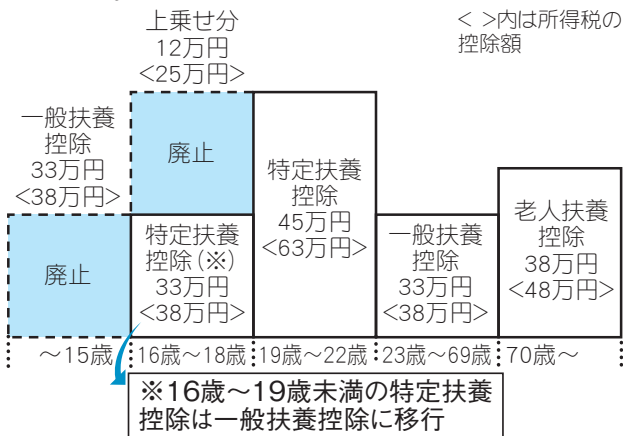 上乗せ分
12万円
<25万円>
< >内は所得税の
控除額
一般扶養
控除
33万円
<38万円>
廃止
廃止
特定扶養
控除(※)
33万円
<38万円>
特定扶養
控除
45万円
<63万円>
一般扶養
控除
33万円
<38万円>
老人扶養
控除
38万円
<48万円>
～15歳
16歳～18歳
19歳～22歳
23歳～69歳
70歳～
※16歳～19歳未満の特定扶養
控除は一般扶養控除に移行